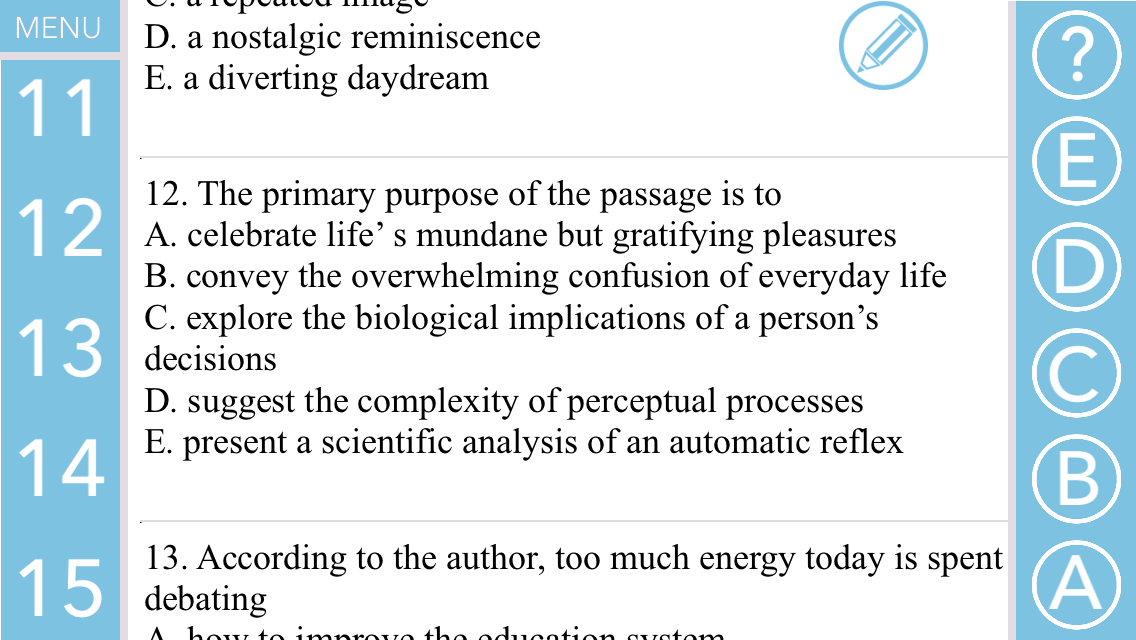 MENU
11
12
13
14
15
C. a repeated image
D. a nostalgic reminiscence
E. a diverting daydream
12. The primary purpose of the passage is to
A. celebrate life’ s mundane but gratifying pleasures
B. convey the overwhelming confusion of everyday life
C. explore the biological implications of a person’s
decisions
D. suggest the complexity of perceptual processes
E. present a scientific analysis of an automatic reflex
13. According to the author, too much energy today is spent
debating
A. how to improve the education system
?
E
D
C
B
A